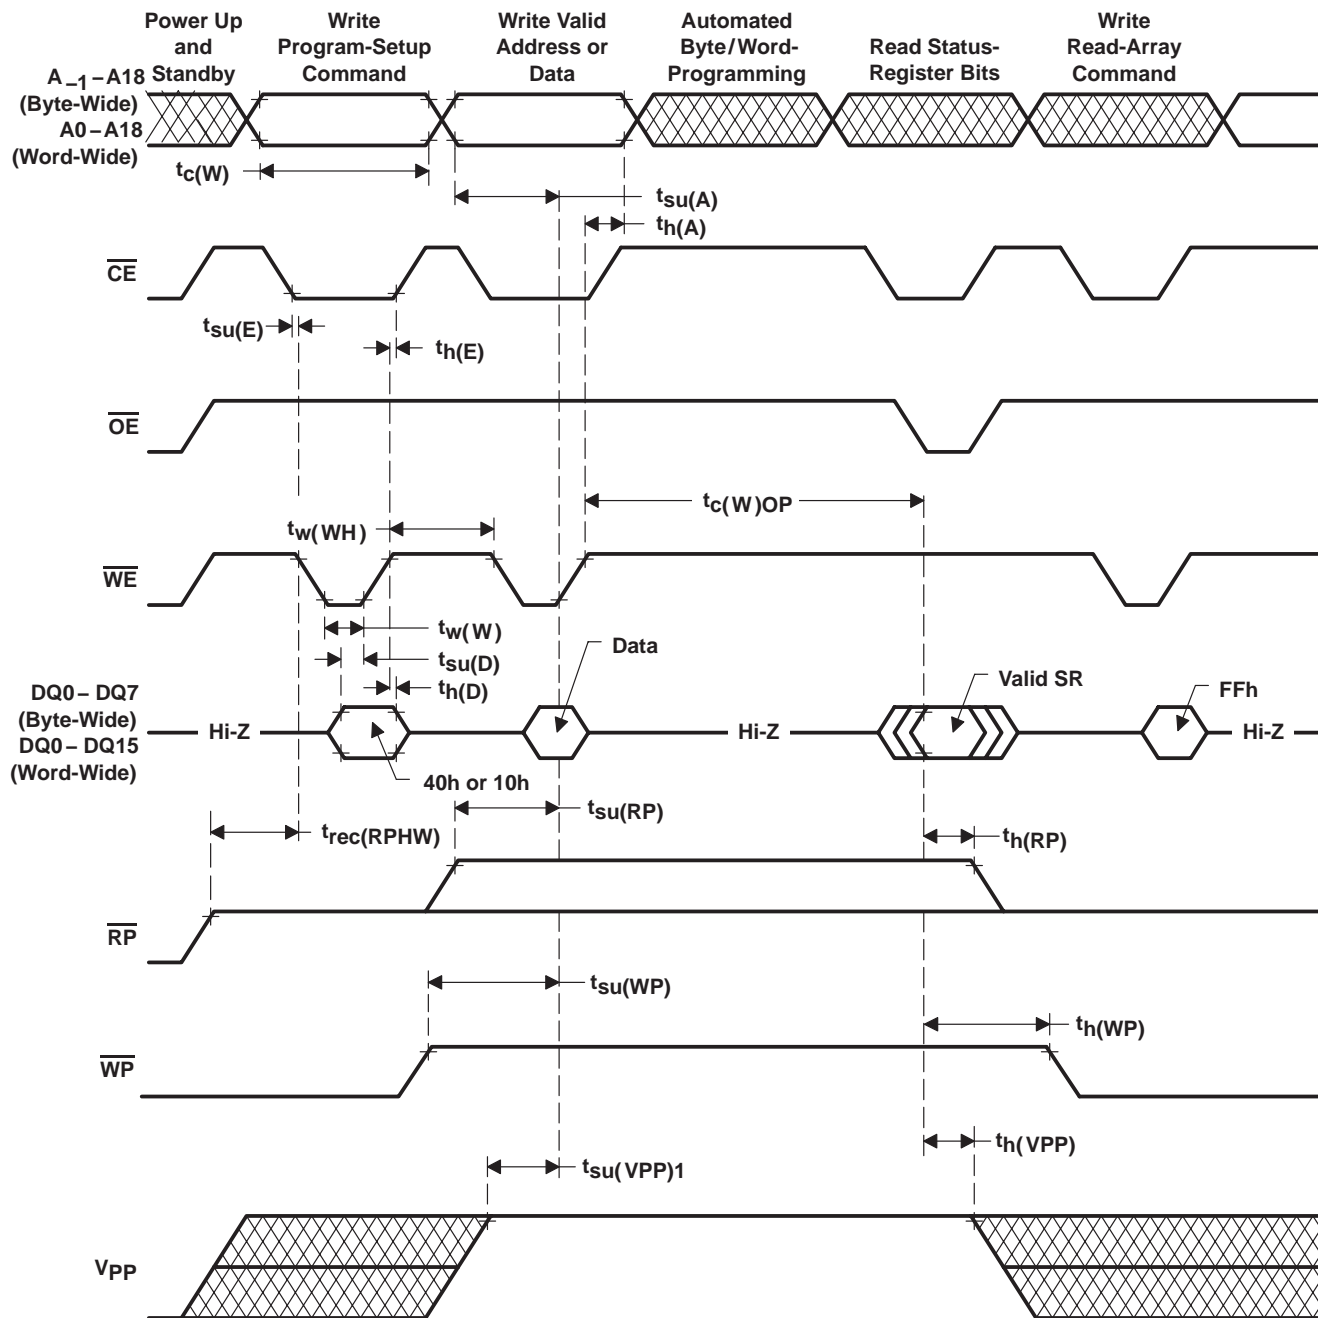 Power Up
and
Standby
Write
Program-Setup
Command
Write Valid
Address or
Data
Automated
Byte/Word-
Programming
Read Status-
Register Bits
Write
Read-Array
Command
A–1–A18
(Byte-Wide)
A0–A18
(Word-Wide)
tc(W)
tsu(A)
th(A)
CE
tsu(E)
th(E)
OE
tc(W)OP
tw(WH)
WE
tw(W)
tsu(D)
th(D)
Data
Valid SR
FFh
DQ0–DQ7
(Byte-Wide)
DQ0–DQ15
(Word-Wide)
Hi-Z
Hi-Z
Hi-Z
40h or 10h
tsu(RP)
trec(RPHW)
th(RP)
RP
tsu(WP)
th(WP)
WP
th(VPP)
tsu(VPP)1
VPP